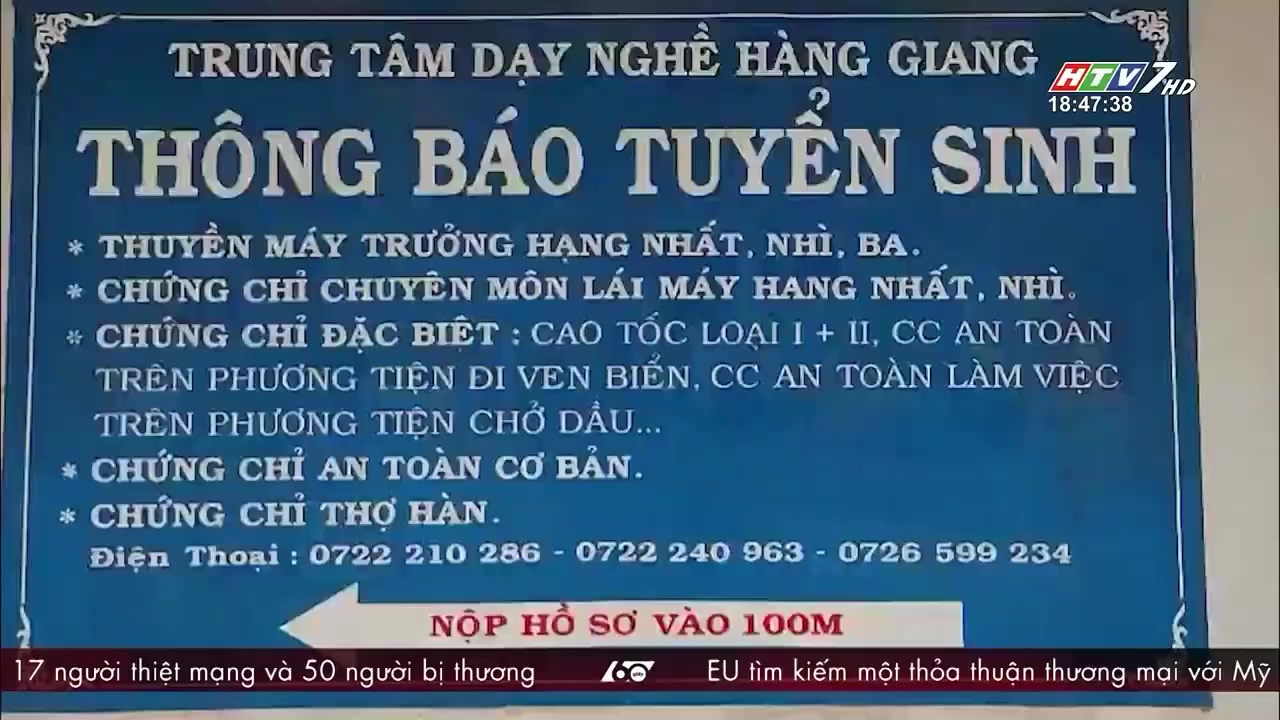 TRUNG TÂM DẠY NGHỀ HÀNG GIANG
HTV7HD
18:47:38
THÔNG BÁO TUYỂN SINH
* THUYỀN MÁY TRƯỞNG HẠNG NHẤT, NHÌ, BA.
* CHỨNG CHỈ CHUYÊN MÔN LÁI MÁY HẠNG NHẤT, NHÌ.
* CHỨNG CHỈ ĐẶC BIỆT : CAO TỐC LOẠI I + II, CC AN TOÀN
TRÊN PHƯƠNG TIỆN ĐI VEN BIỂN, CC AN TOÀN LÀM VIỆC
TRÊN PHƯƠNG TIỆN CHỞ DẦU...
* CHỨNG CHỈ AN TOÀN CƠ BẢN.
* CHỨNG CHỈ THỢ HÀN.
Điện Thoại : 0722 210 286 - 0722 240 963 - 0726 599 234
NỘP HỒ SƠ VÀO 100M
17 người thiệt mạng và 50 người bị thương 60 EU tìm kiếm một thỏa thuận thương mại với Mỹ